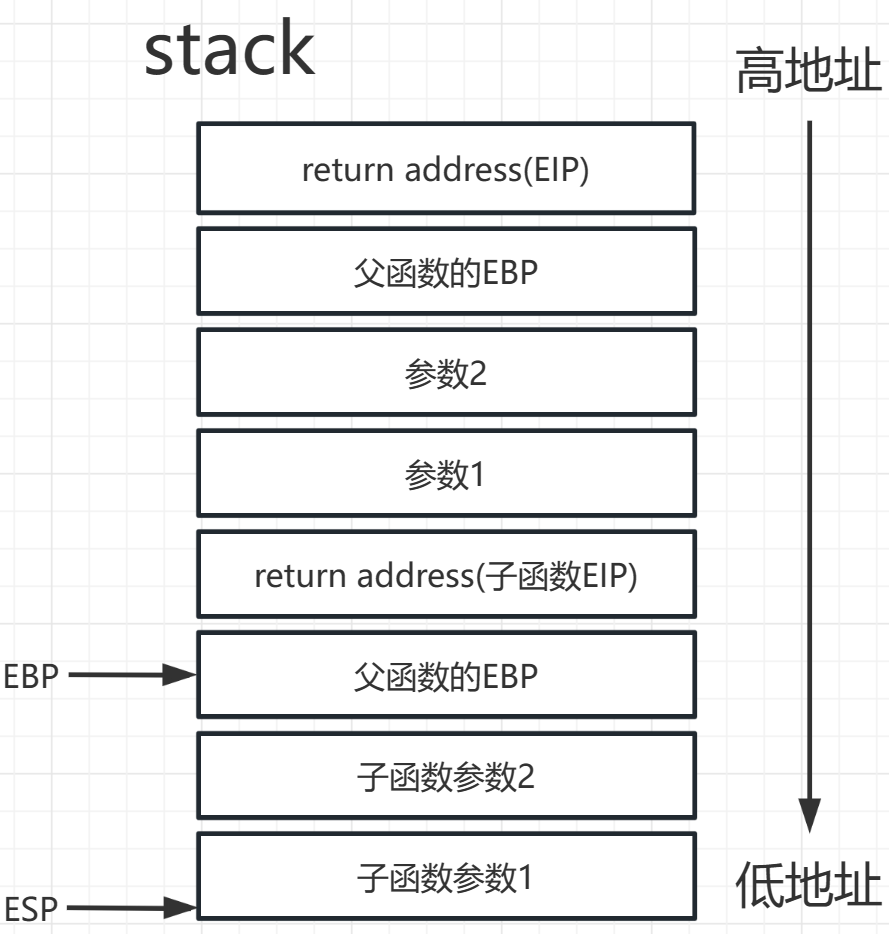 stack
高地址
return address(EIP)
父函数的EBP
参数2
参数1
return address(子函数EIP)
EBP
父函数的EBP
子函数参数2
子函数参数1
低地址
ESP